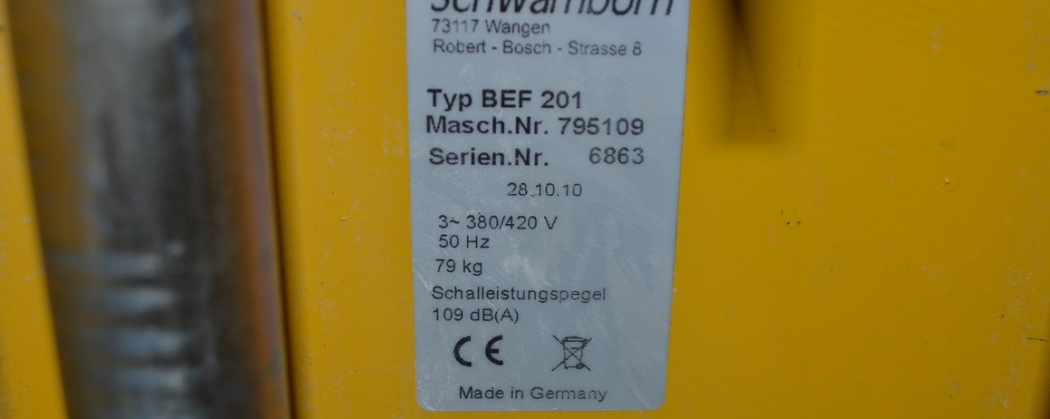 Schwamborn
73117 Wangen
Robert - Bosch - Strasse 8
Typ BEF 201
Masch.Nr. 795109
Serien.Nr. 6863
28.10.10
3~ 380/420 V
50 Hz
79 kg
Schalleistungspegel
109 dB(A)
CE
Made in Germany